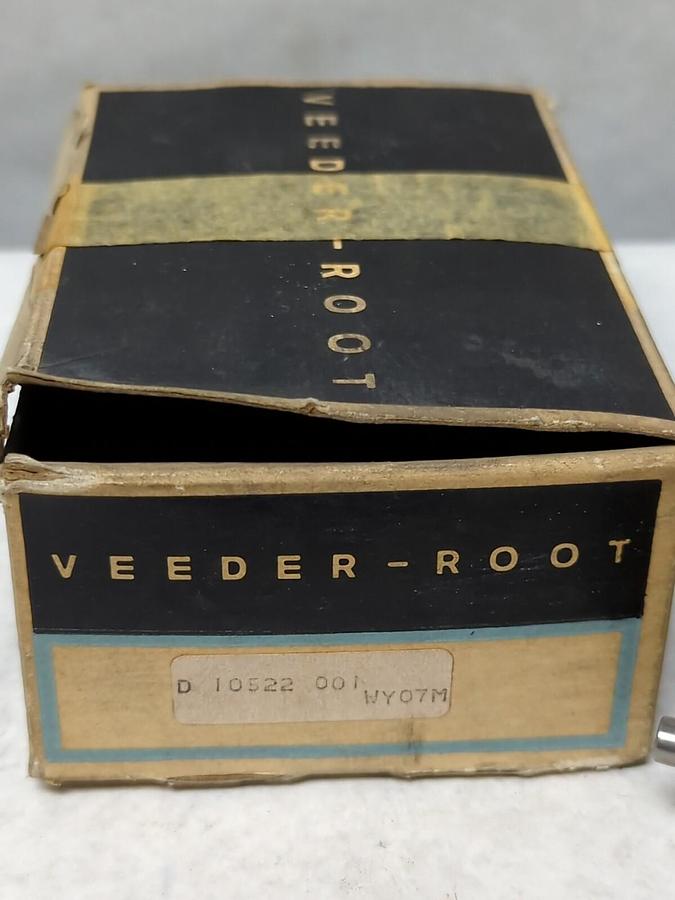 VEEDER-ROOT
VEEDER-ROOT
D 10522 001
WY07M